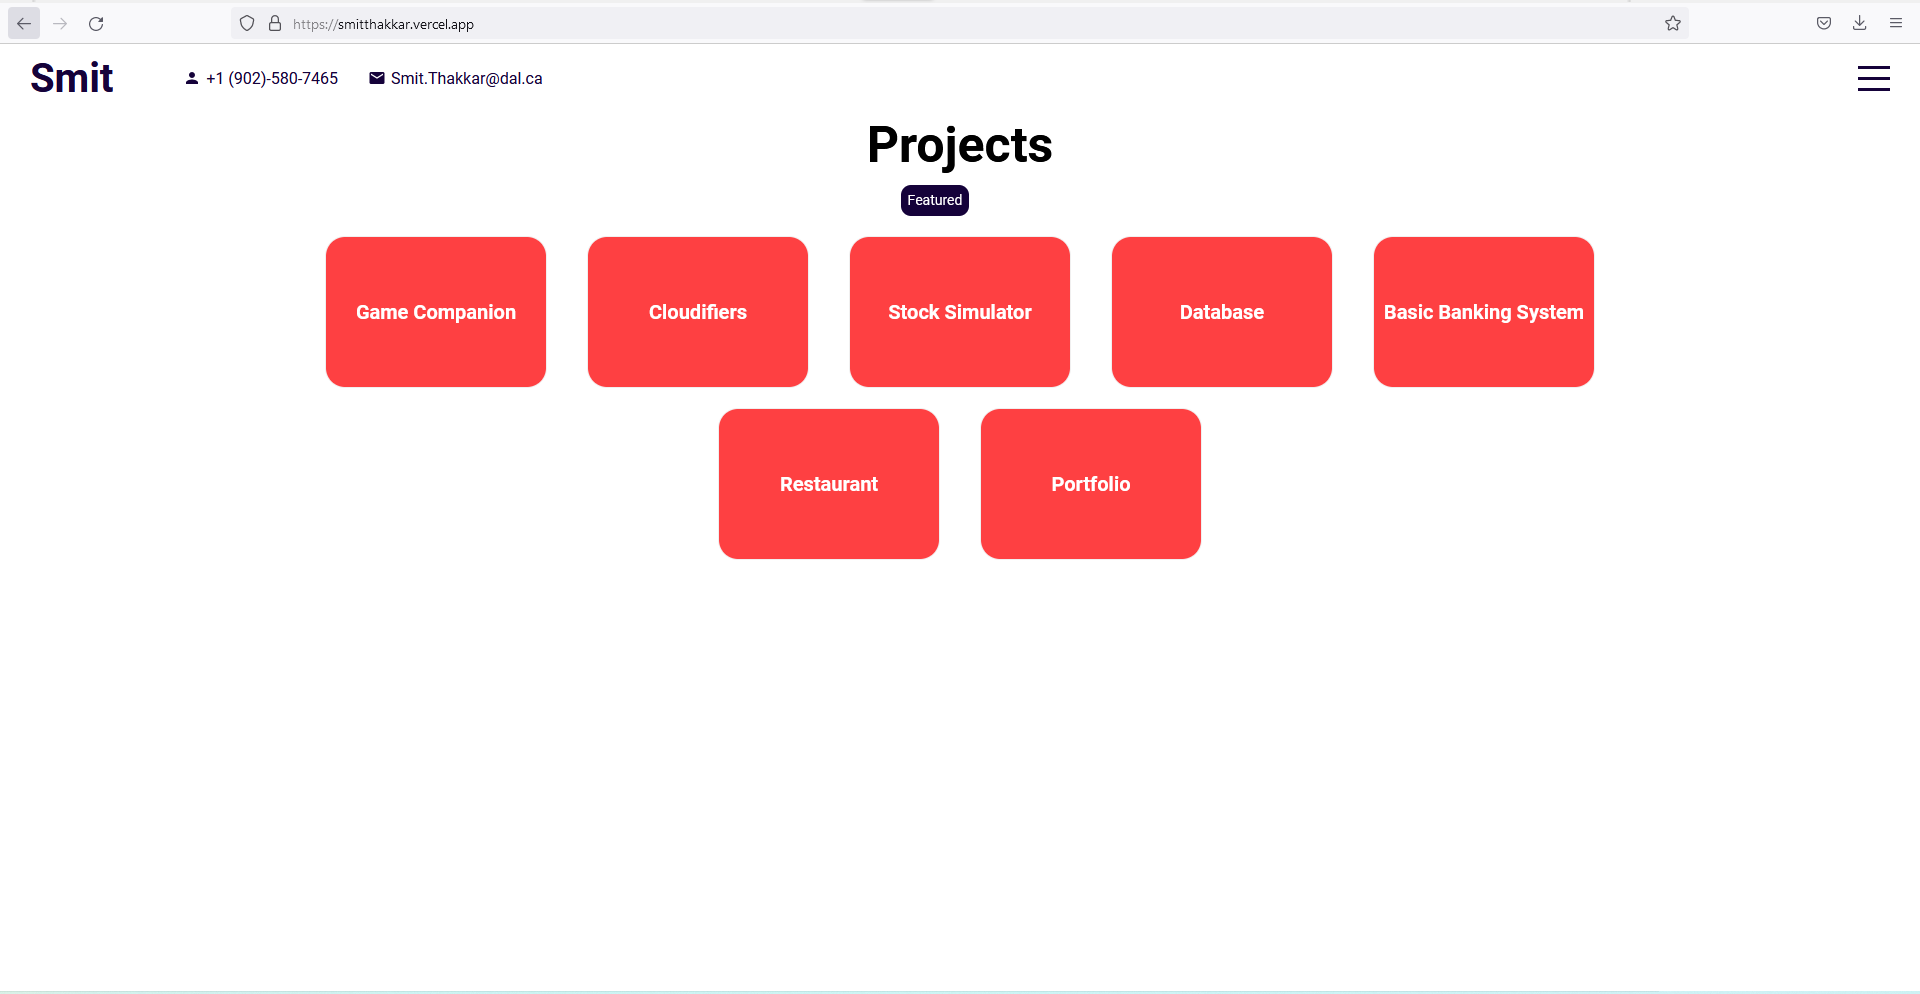 https://smitthakkar.vercel.app
Smit
+1 (902)-580-7465
Smit.Thakkar@dal.ca
Projects
Featured
Game Companion
Cloudifiers
Stock Simulator
Database
Basic Banking System
Restaurant
Portfolio